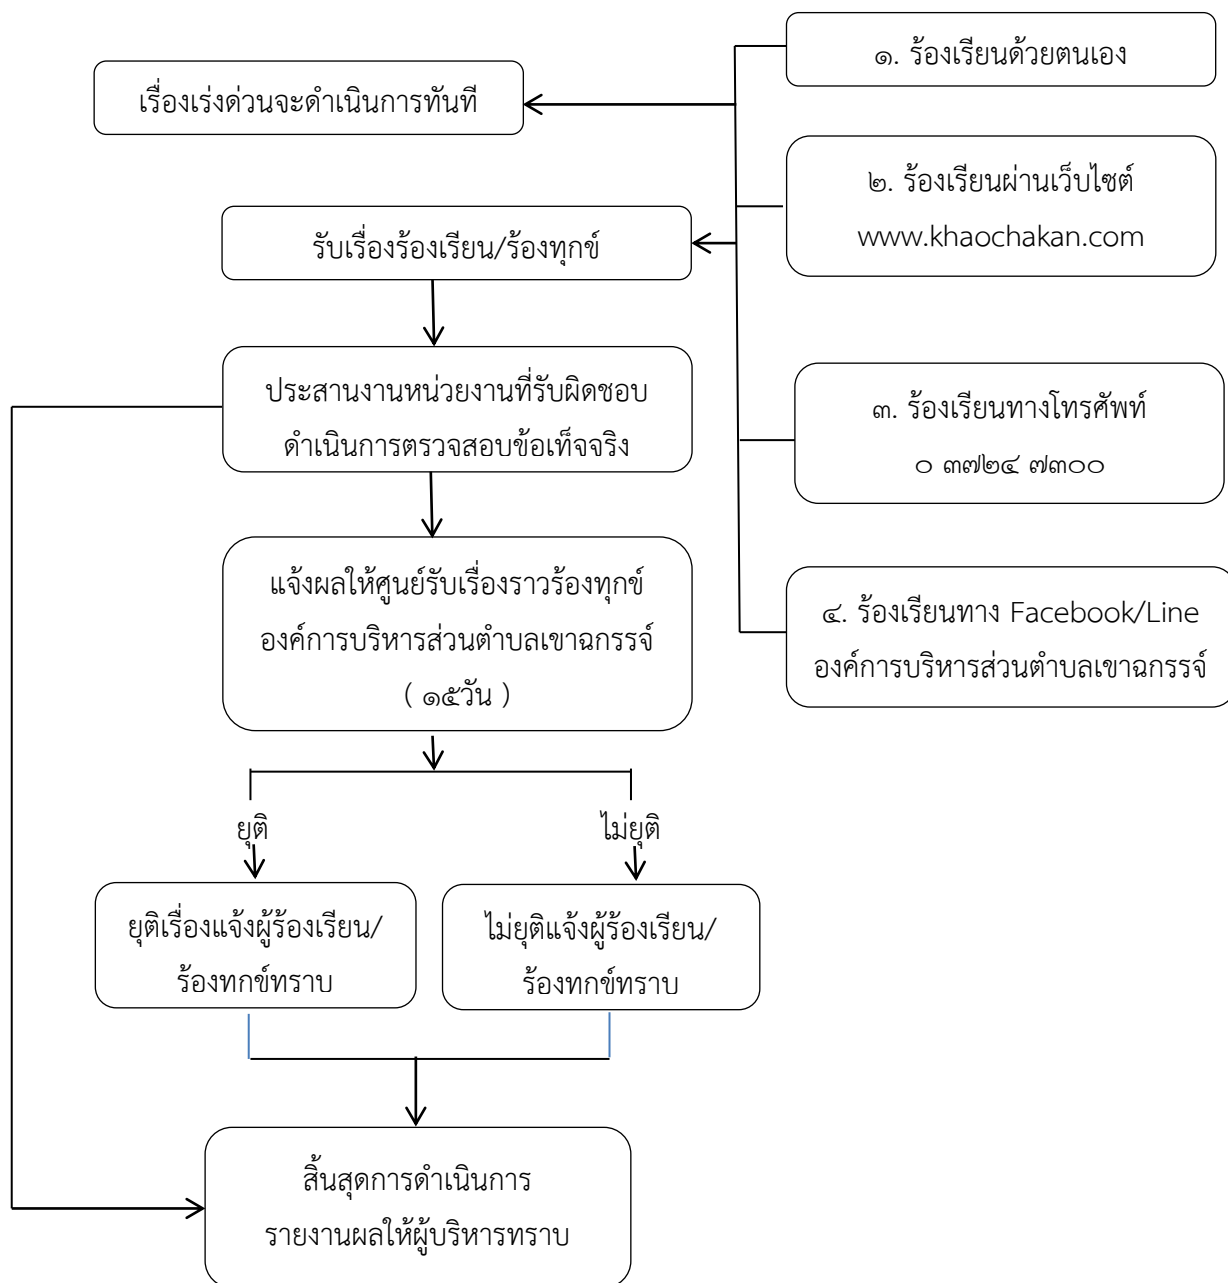 ๑. ร้องเรียนด้วยตนเอง
เรื่องเร่งด่วนจะดำเนินการทันที
๒. ร้องเรียนผ่านเว็บไซต์
www.khaochakan.com
รับเรื่องร้องเรียน/ร้องทุกข์
ประสานงานหน่วยงานที่รับผิดชอบ
ดำเนินการตรวจสอบข้อเท็จจริง
๓. ร้องเรียนทางโทรศัพท์
๐ ๓๗๒๔ ๗๓๐๐
แจ้งผลให้ศูนย์รับเรื่องราวร้องทุกข์
องค์การบริหารส่วนตำบลเขาฉกรรจ์
( ๑๕วัน )
๔. ร้องเรียนทาง Facebook/Line
องค์การบริหารส่วนตำบลเขาฉกรรจ์
ยุติ
ไม่ยุติ
ยุติเรื่องแจ้งผู้ร้องเรียน/
ร้องทุกข์ทราบ
ไม่ยุติแจ้งผู้ร้องเรียน/
ร้องทุกข์ทราบ
สิ้นสุดการดำเนินการ
รายงานผลให้ผู้บริหารทราบ